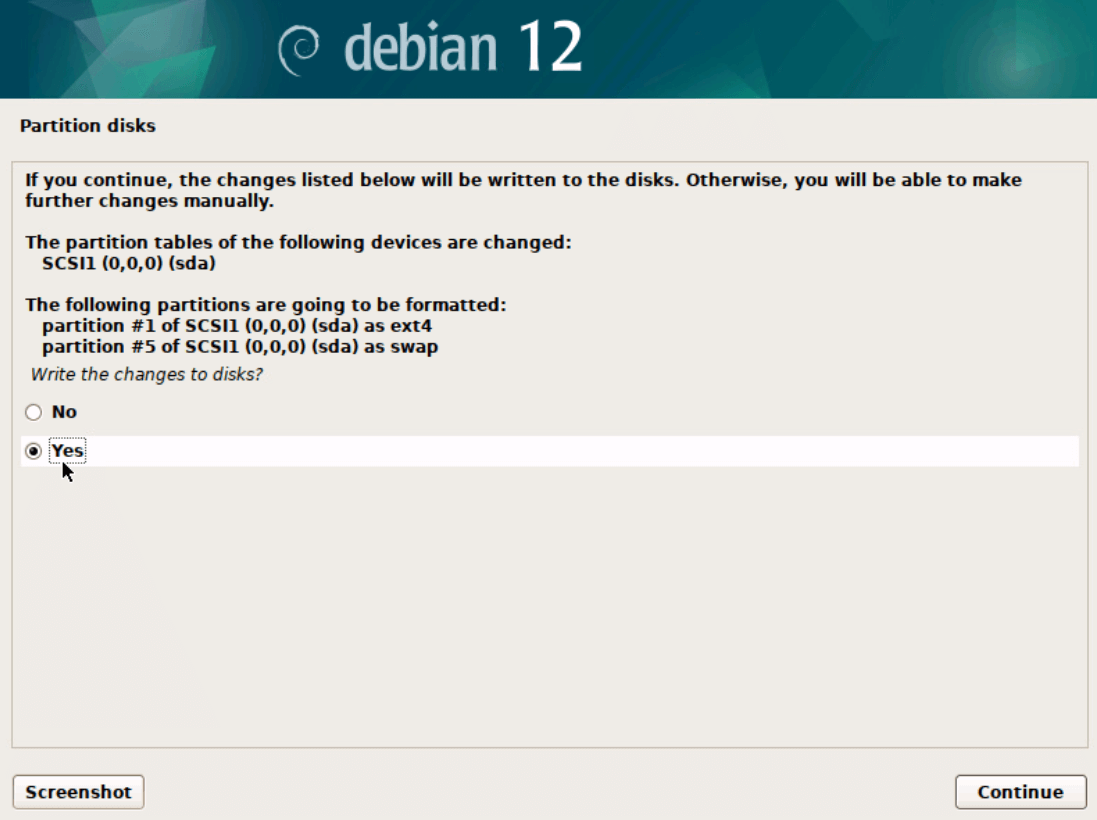 debian 12
Partition disks
If you continue, the changes listed below will be written to the disks. Otherwise, you will be able to make
further changes manually.
The partition tables of the following devices are changed:
SCSI1 (0,0,0) (sda)
The following partitions are going to be formatted:
partition #1 of SCSI1 (0,0,0) (sda) as ext4
partition #5 of SCSI1 (0,0,0) (sda) as swap
Write the changes to disks?
No
Yes
Screenshot
Continue